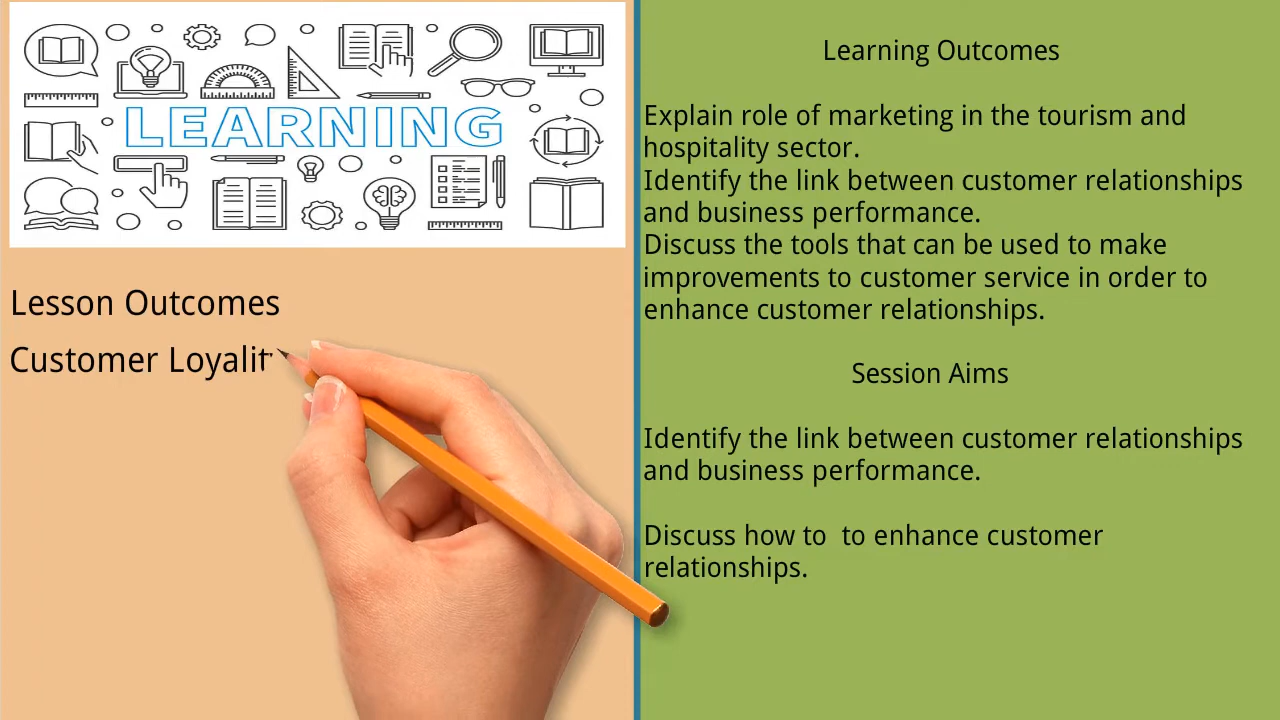 LEARNING
Lesson Outcomes
Customer Loyalit
Learning Outcomes
Explain role of marketing in the tourism and
hospitality sector.
Identify the link between customer relationships
and business performance.
Discuss the tools that can be used to make
improvements to customer service in order to
enhance customer relationships.
Session Aims
Identify the link between customer relationships
and business performance.
Discuss how to  to enhance customer
relationships.